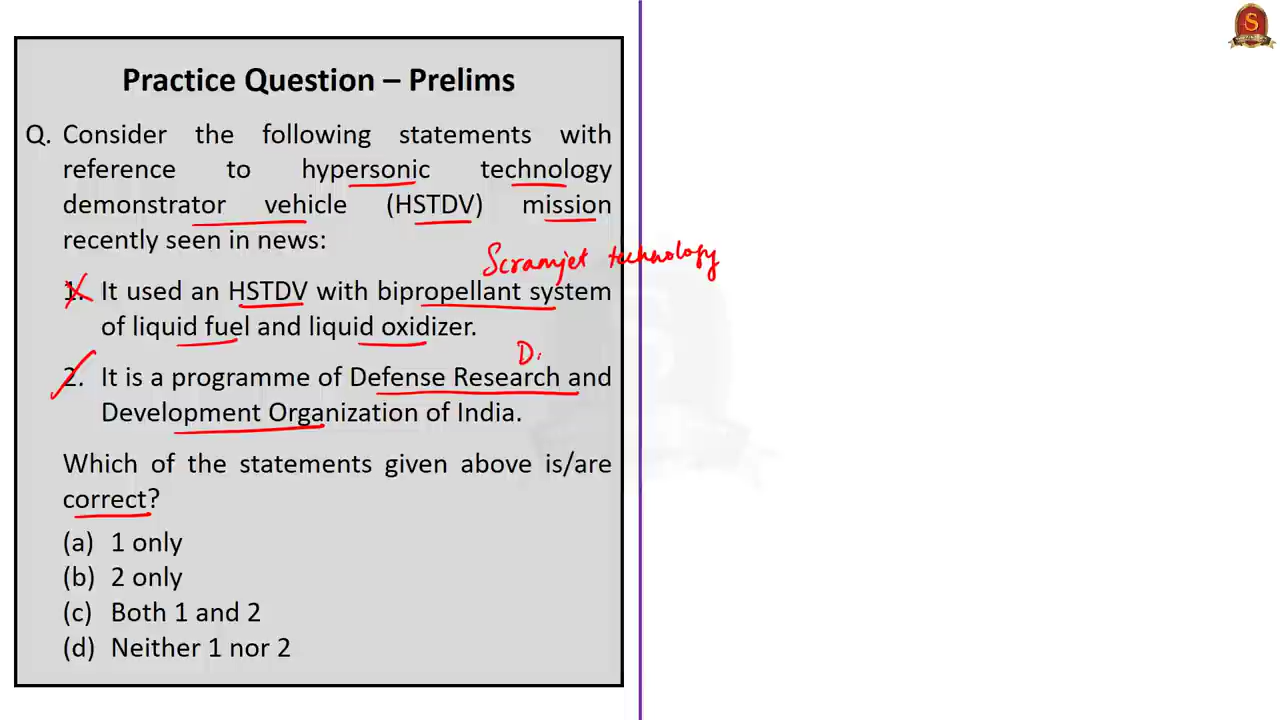 Practice Question – Prelims
Q. Consider the following statements with
reference to hypersonic technology
demonstrator vehicle (HSTDV) mission
recently seen in news:
Scramjet technology
1. It used an HSTDV with bipropellant system
of liquid fuel and liquid oxidizer.
D.
2. It is a programme of Defense Research and
Development Organization of India.
Which of the statements given above is/are
correct?
(a) 1 only
(b) 2 only
(c) Both 1 and 2
(d) Neither 1 nor 2
S